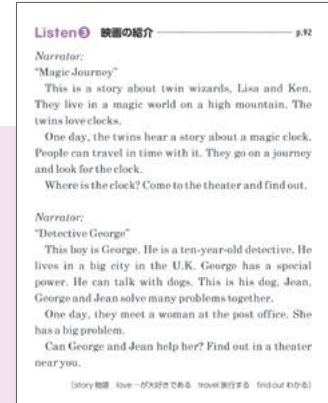 Listen❸ 映画の紹介 p.92
Narrator:
"Magic Journey"
This is a story about twin wizards, Lisa and Ken.
They live in a magic world on a high mountain. The
twins love clocks.
One day, the twins hear a story about a magic clock.
People can travel in time with it. They go on a journey
and look for the clock.
Where is the clock? Come to the theater and find out.
Narrator:
"Detective George"
This boy is George. He is a ten-year-old detective. He
lives in a big city in the U.K. George has a special
power. He can talk with dogs. This is his dog, Jean.
George and Jean solve many problems together.
One day, they meet a woman at the post office. She
has a big problem.
Can George and Jean help her? Find out in a theater
near you.
[story 物語 love ～が大好きである travel 旅行する find out わかる]